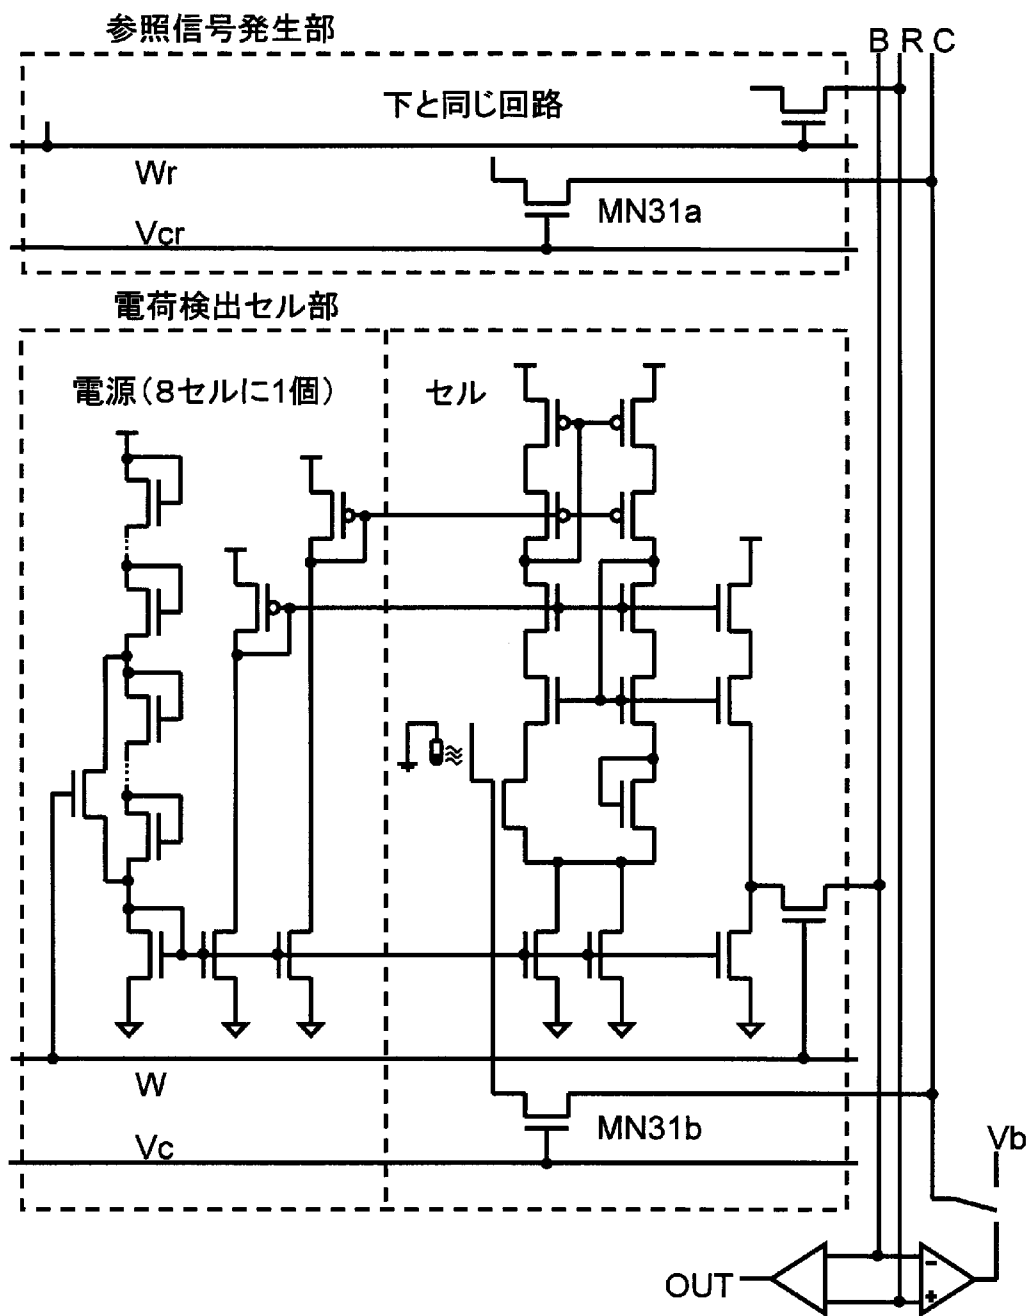 参照信号発生部
B R C
下と同じ回路
Wr
MN31a
Vcr
電荷検出セル部
電源(8セルに1個)
セル
W
MN31b
Vc
Vb
−
+
OUT